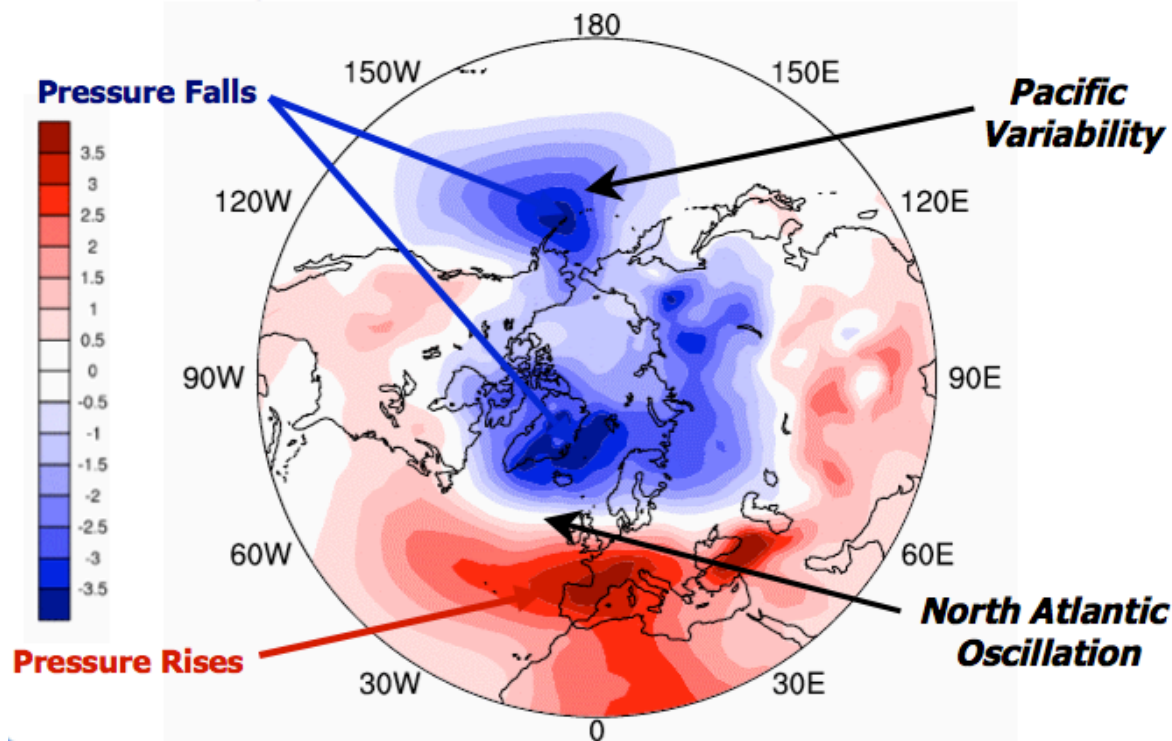 180
150W
150E
Pressure Falls
Pacific
Variability
3.5
3
2.5
2
1.5
1
0.5
0
-0.5
-1
-1.5
-2
-2.5
-3
-3.5
120W
120E
90W
90E
60W
60E
North Atlantic
Oscillation
Pressure Rises
30W
30E
0